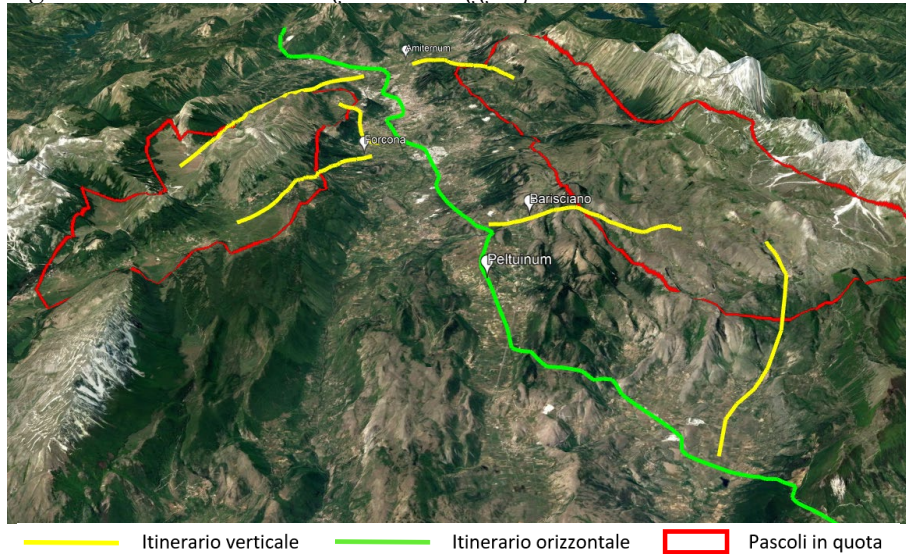 Amiternum
Forcona
Barisciano
Peltuinum
Itinerario verticale
Itinerario orizzontale
Pascoli in quota